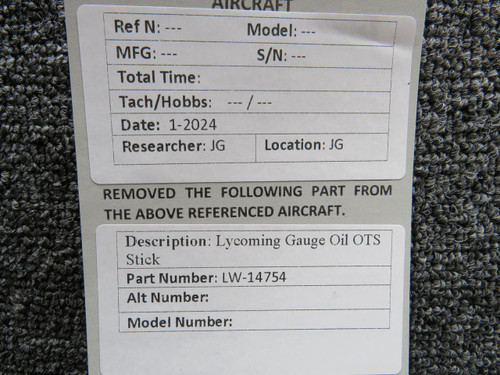 AIRCRAFT
Ref N: --- Model: ---
MFG: --- S/N: ---
Total Time:
Tach/Hobbs: --- / ---
Date: 1-2024
Researcher: JG Location: JG
REMOVED THE FOLLOWING PART FROM
THE ABOVE REFERENCED AIRCRAFT.
Description: Lycoming Gauge Oil OTS
Stick
Part Number: LW-14754
Alt Number:
Model Number: